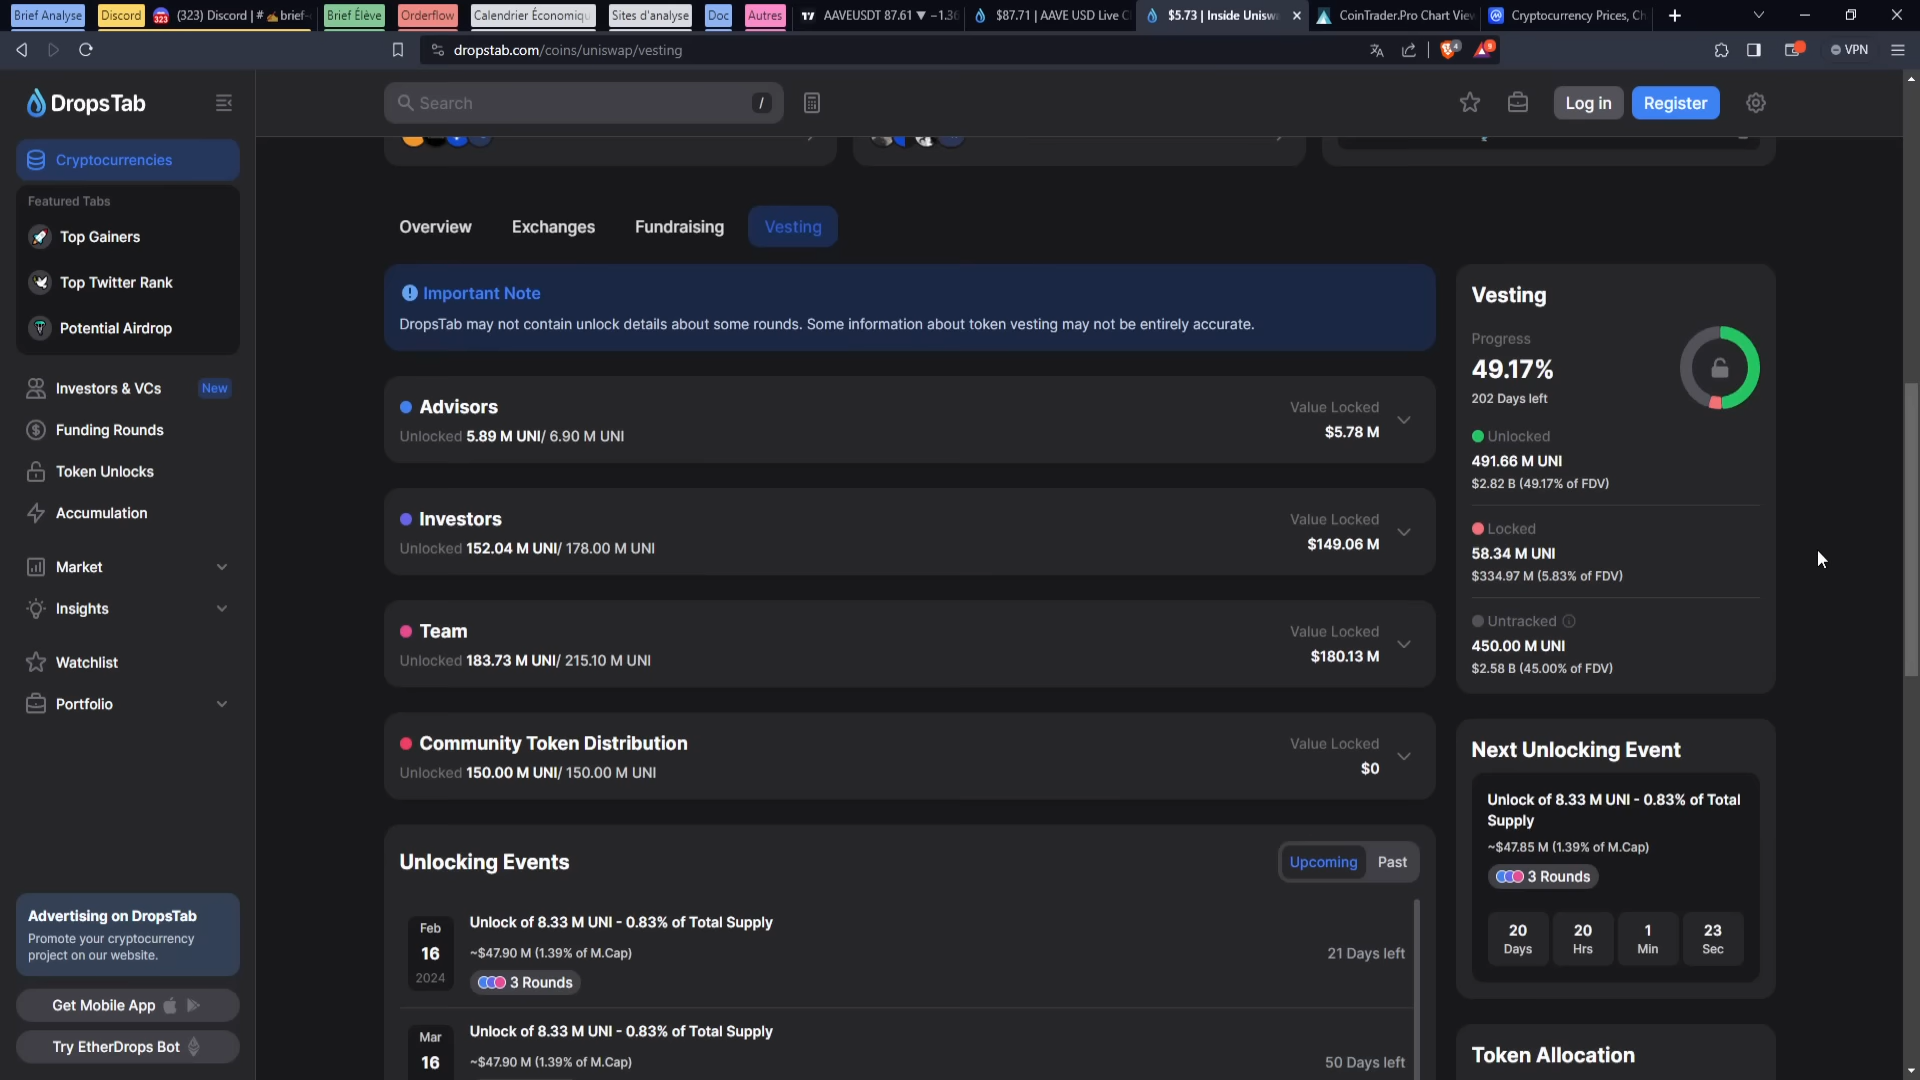 Brief Analyse
Discord
(323) Discord | # ✍ brief-
Brief Élève
Orderflow
Calendrier Économiqu
Sites d'analyse
Doc
Autres
AAVEUSDT 87.61 ▼ −1.36
$87.71 | AAVE USD Live C
$5.73 | Inside Unisw
CoinTrader.Pro Chart View
Cryptocurrency Prices, Ch
dropstab.com/coins/uniswap/vesting
4
9
VPN
DropsTab
Search
/
Log in
Register
Cryptocurrencies
Featured Tabs
Top Gainers
Top Twitter Rank
Potential Airdrop
Investors & VCs
New
Funding Rounds
Token Unlocks
Accumulation
Market
Insights
Watchlist
Portfolio
Advertising on DropsTab
Promote your cryptocurrency
project on our website.
Get Mobile App
Try EtherDrops Bot
Overview
Exchanges
Fundraising
Vesting
Important Note
DropsTab may not contain unlock details about some rounds. Some information about token vesting may not be entirely accurate.
Advisors
Unlocked 5.89 M UNI/ 6.90 M UNI
Value Locked
$5.78 M
Investors
Unlocked 152.04 M UNI/ 178.00 M UNI
Value Locked
$149.06 M
Team
Unlocked 183.73 M UNI/ 215.10 M UNI
Value Locked
$180.13 M
Community Token Distribution
Unlocked 150.00 M UNI/ 150.00 M UNI
Value Locked
$0
Unlocking Events
Upcoming
Past
Feb
16
2024
Unlock of 8.33 M UNI - 0.83% of Total Supply
~$47.90 M (1.39% of M.Cap)
3 Rounds
21 Days left
Mar
16
Unlock of 8.33 M UNI - 0.83% of Total Supply
~$47.90 M (1.39% of M.Cap)
50 Days left
Vesting
Progress
49.17%
202 Days left
Unlocked
491.66 M UNI
$2.82 B (49.17% of FDV)
Locked
58.34 M UNI
$334.97 M (5.83% of FDV)
Untracked
450.00 M UNI
$2.58 B (45.00% of FDV)
Next Unlocking Event
Unlock of 8.33 M UNI - 0.83% of Total
Supply
~$47.85 M (1.39% of M.Cap)
3 Rounds
20 20 1 23
Days Hrs Min Sec
Token Allocation